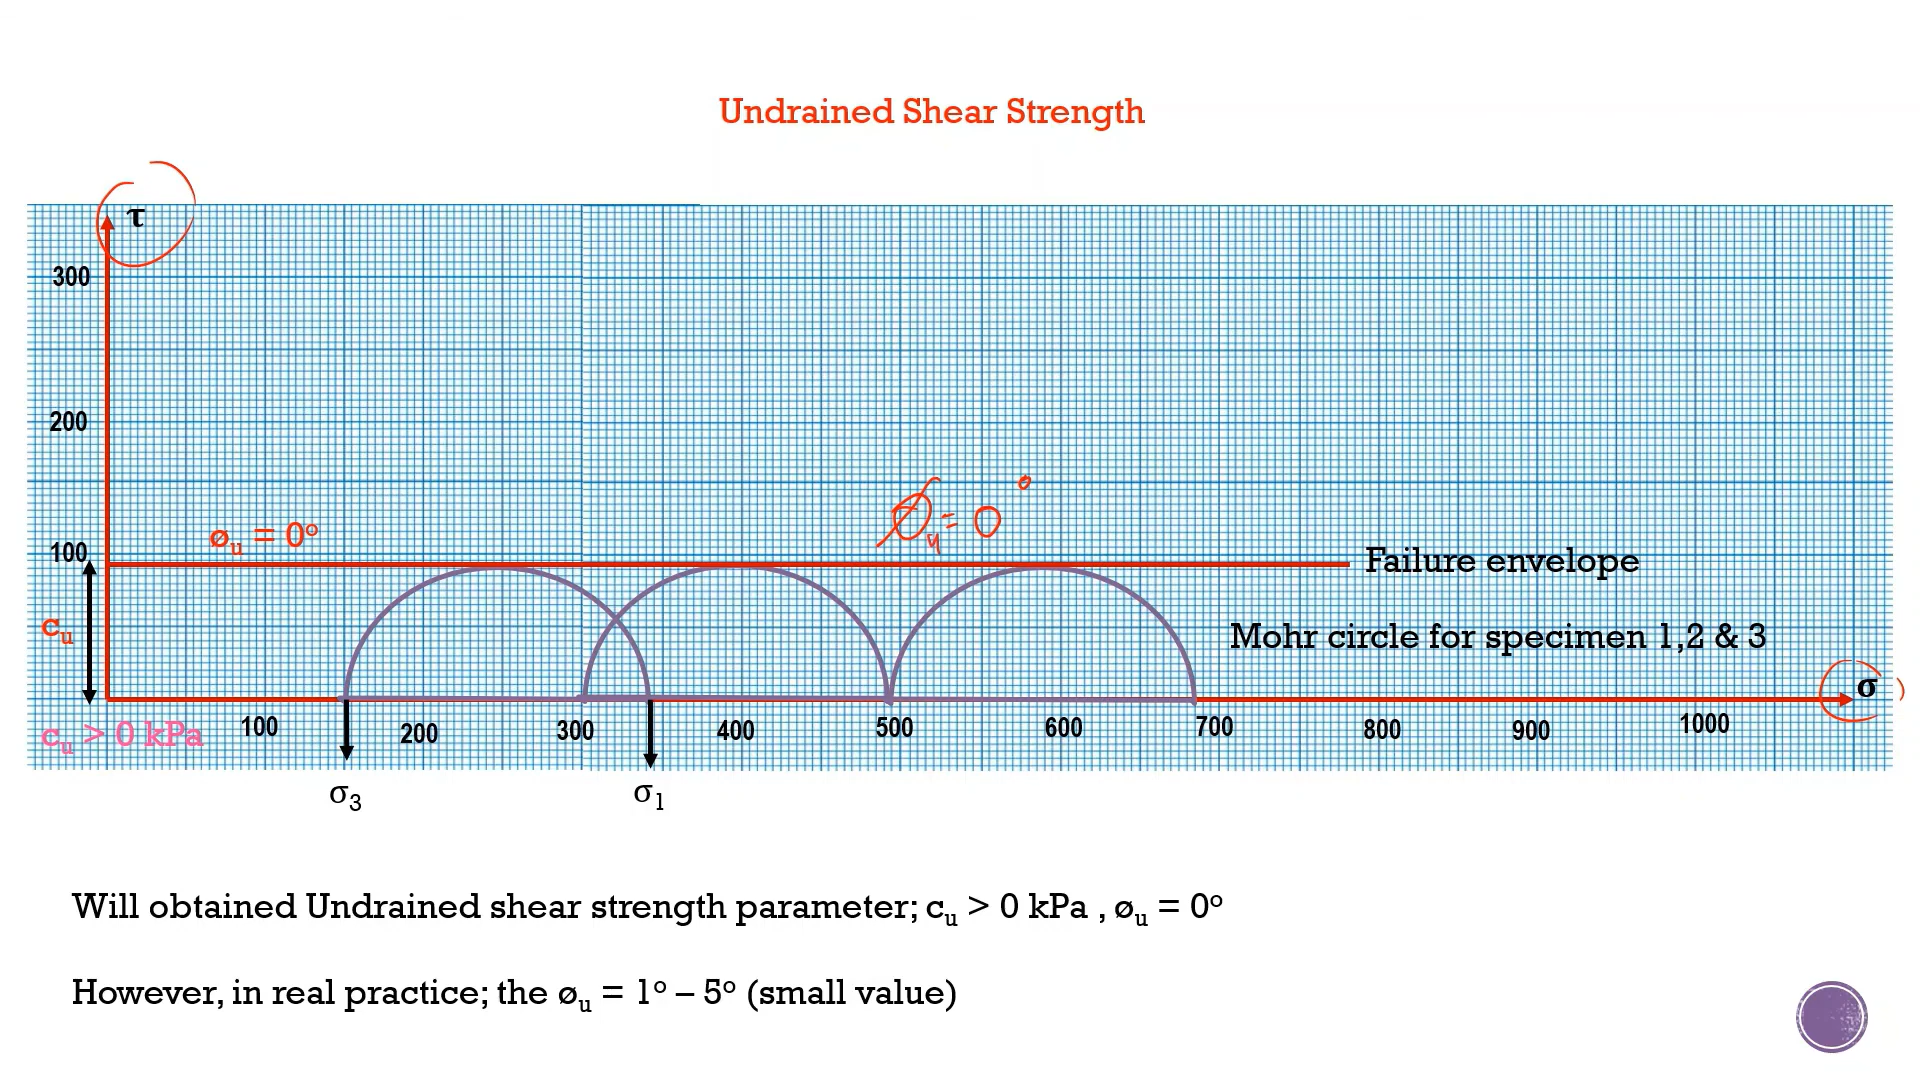 Undrained Shear Strength
τ
300
200
øᵤ = 0°
Øᵤ = 0°
100
Failure envelope
cᵤ
Mohr circle for specimen 1,2 & 3
σ
cᵤ > 0 kPa
100 200 300 400 500 600 700 800 900 1000
σ₃ σ₁
Will obtained Undrained shear strength parameter; cᵤ > 0 kPa , øᵤ = 0°
However, in real practice; the øᵤ = 1° – 5° (small value)